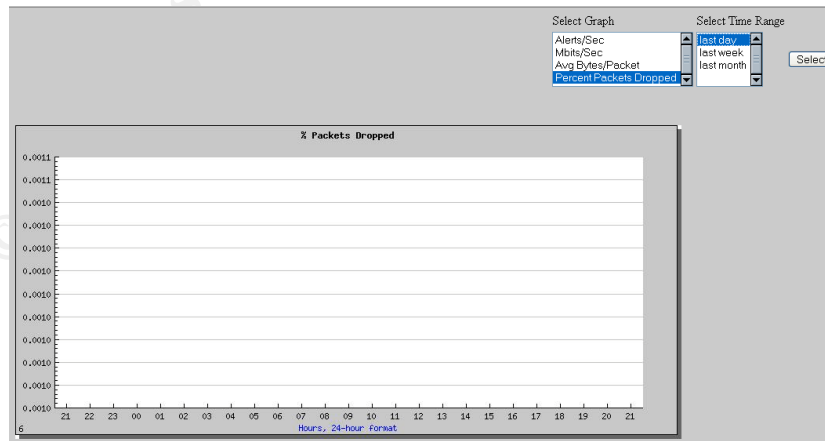 Select Graph
Select Time Range
Alerts/Sec
Mbits/Sec
Avg Bytes/Packet
Percent Packets Dropped
last day
last week
last month
Select
% Packets Dropped
0.0011
0.0011
0.0010
0.0010
0.0010
0.0010
0.0010
0.0010
0.0010
0.0010
0.0010
0.0010
21 22 23 00 01 02 03 04 05 06 07 08 09 10 11 12 13 14 15 16 17 18 19 20 21
6
Hours, 24-hour format